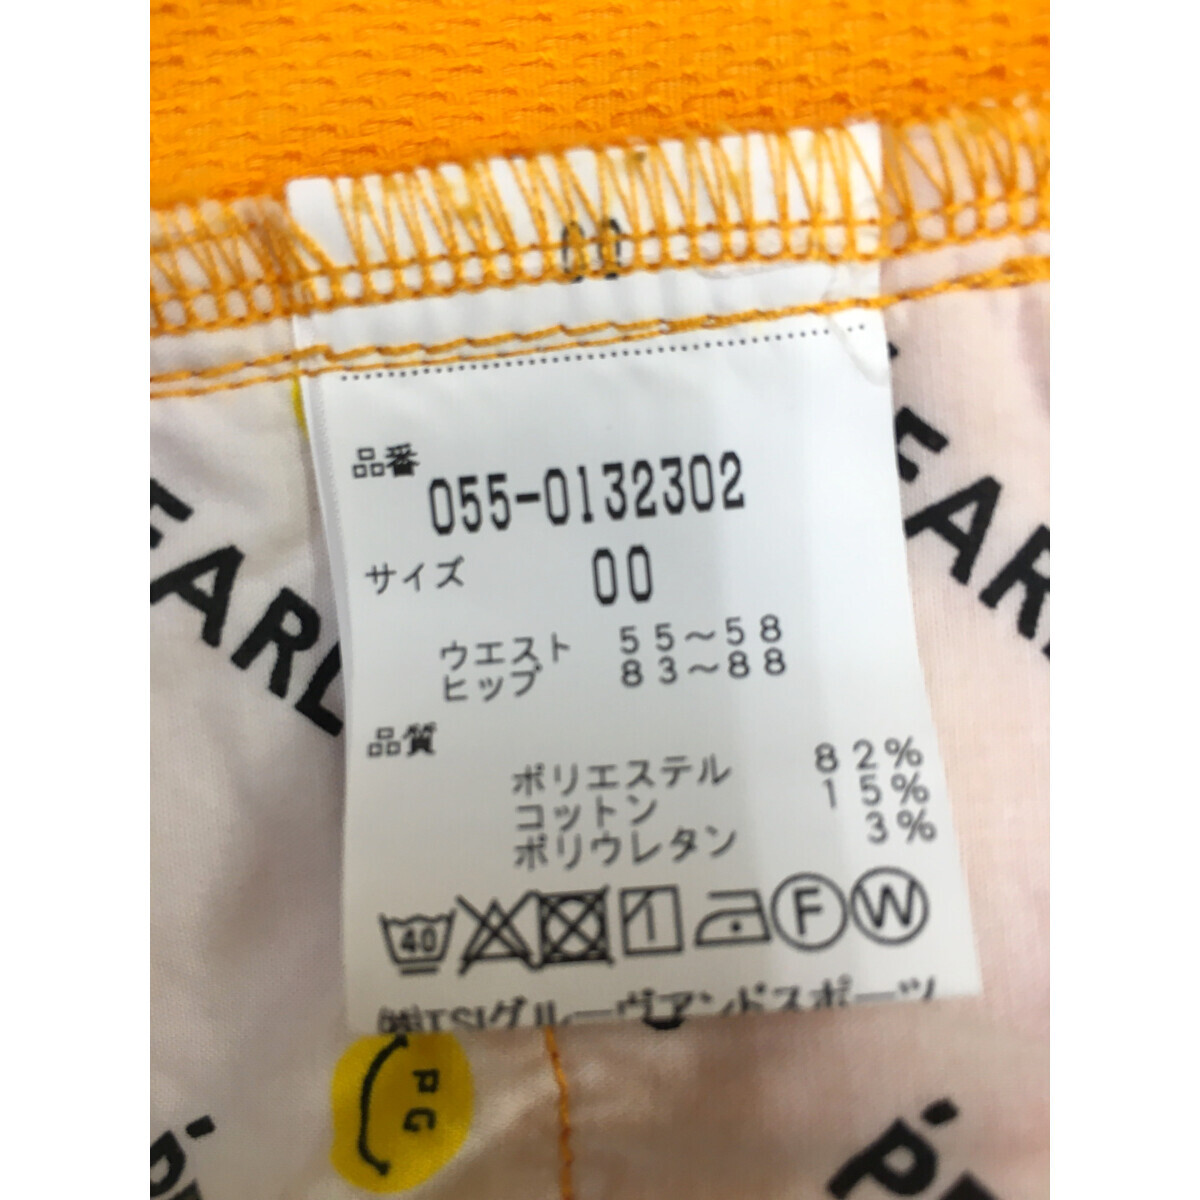 00
品番
055-0132302
サイズ 00
ウエスト 55～58
ヒップ 83～88
品質
ポリエステル 82%
コットン 15%
ポリウレタン 3%
40 F W
㈱TSIグルーヴアンドスポーツ
EARL
EAR
PG